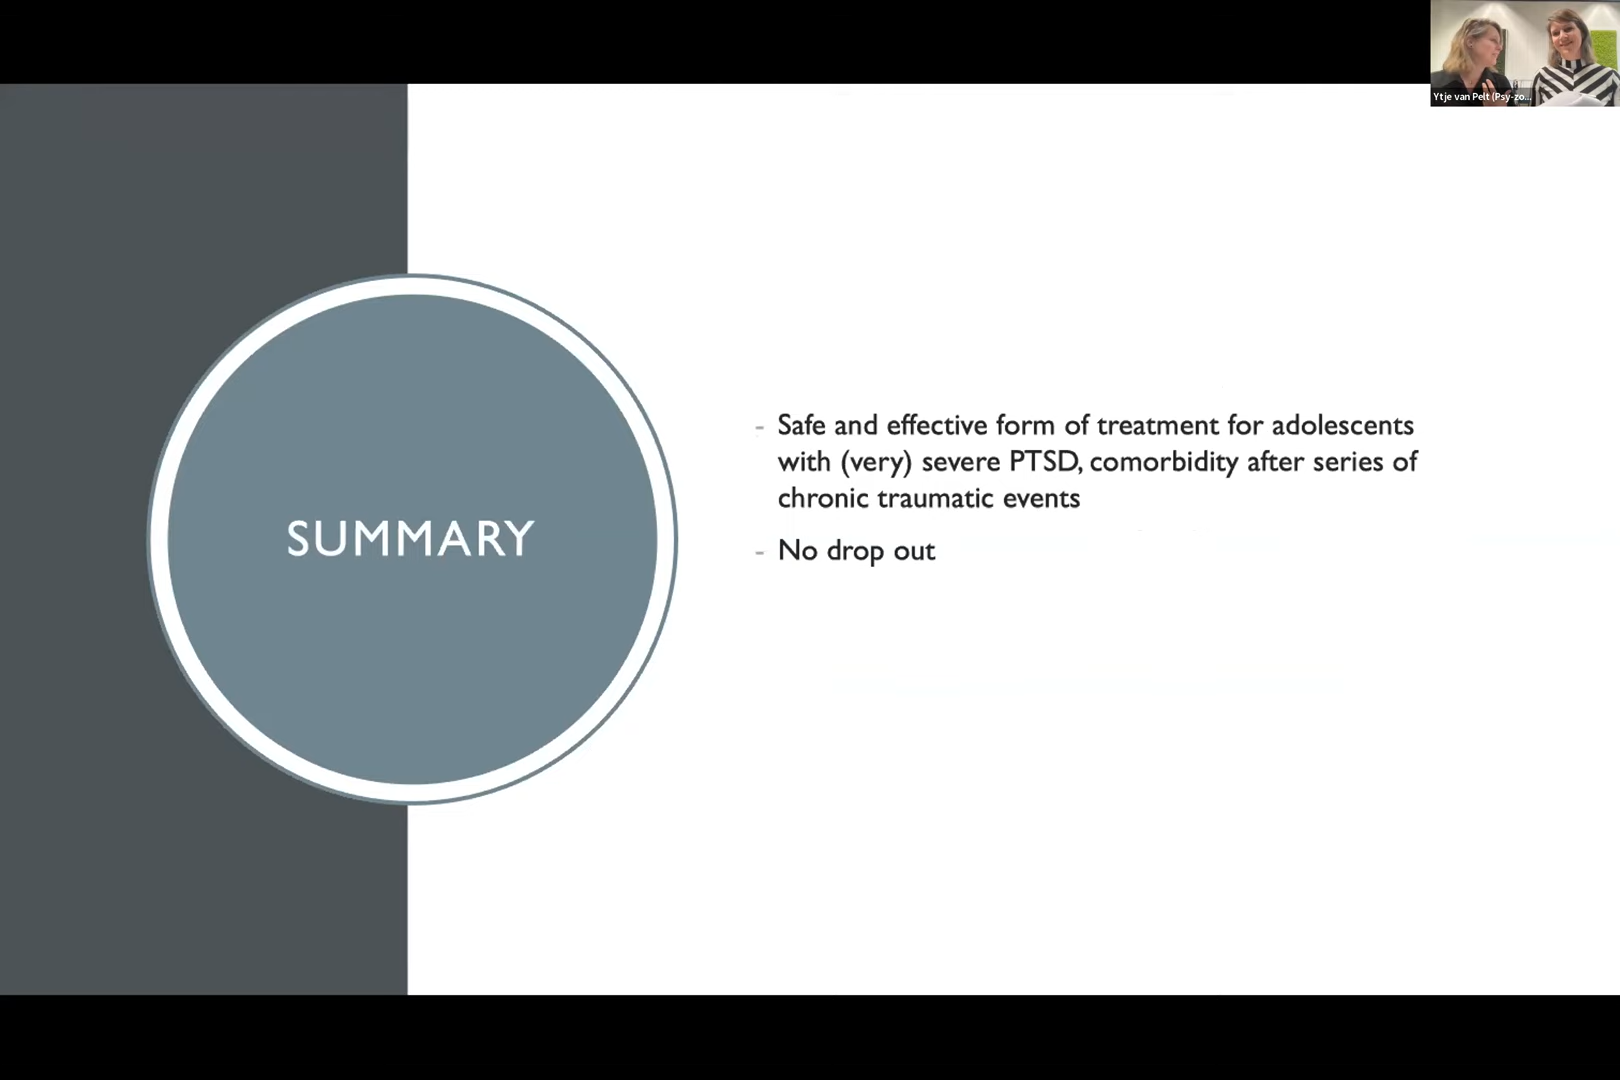 Ytje van Pelt (Psy-zo...
SUMMARY
- Safe and effective form of treatment for adolescents
with (very) severe PTSD, comorbidity after series of
chronic traumatic events
- No drop out